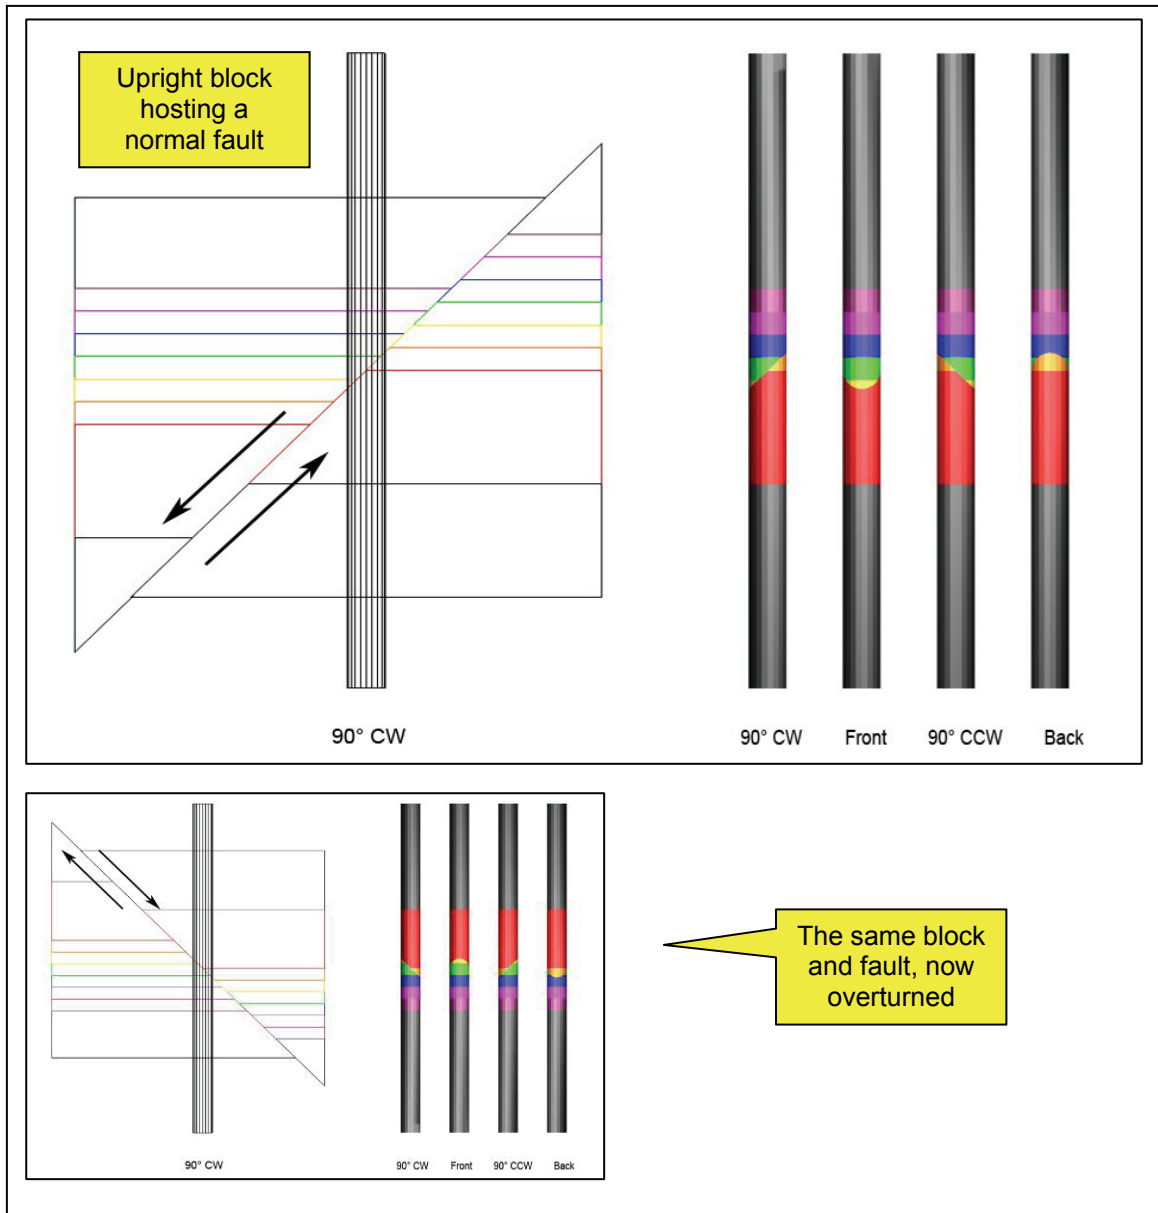 Upright block
hosting a
normal fault
90° CW
90° CW
Front
90° CCW
Back
The same block
and fault, now
overturned
90° CW
90° CW
Front
90° CCW
Back